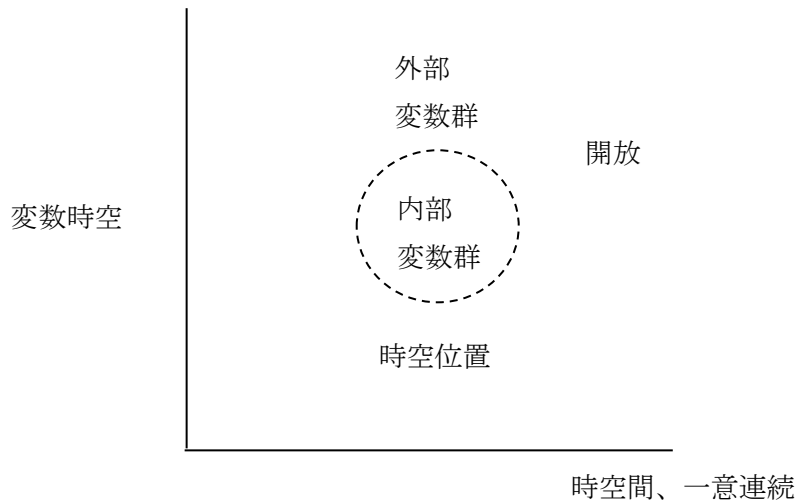 外部
変数群
開放
内部
変数時空
変数群
時空位置
時空間、一意連続